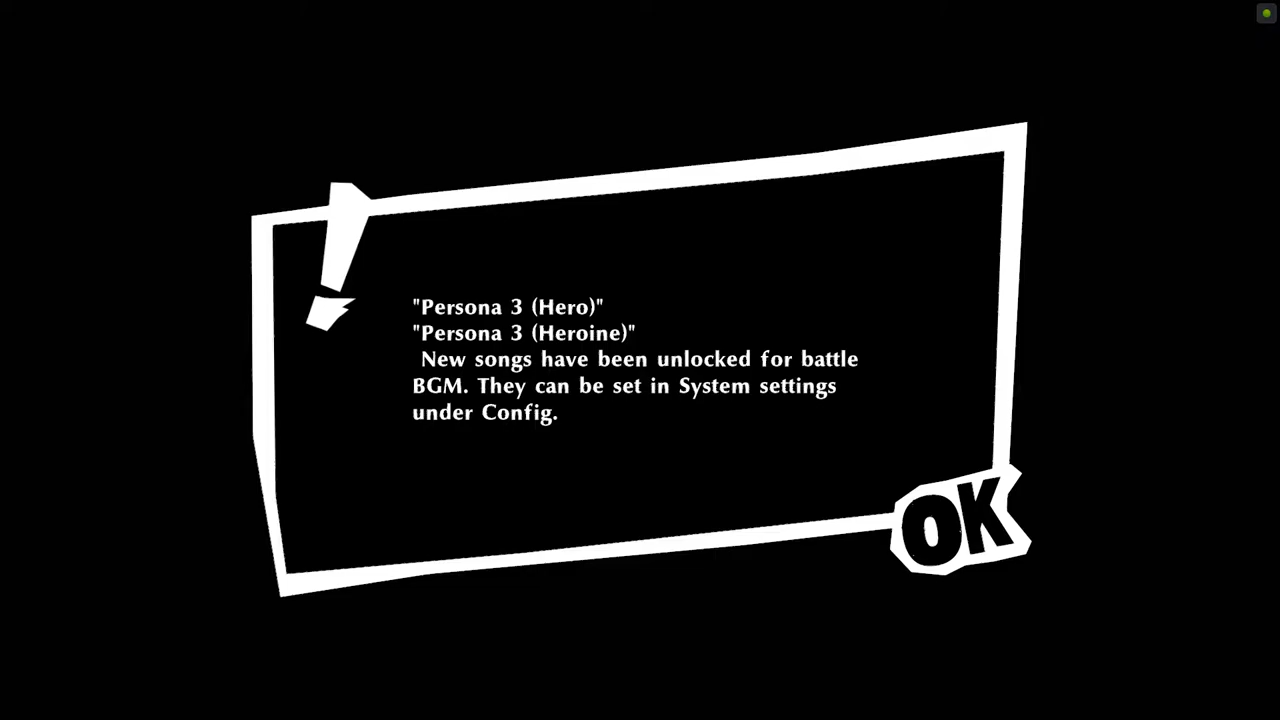 "Persona 3 (Hero)"
"Persona 3 (Heroine)"
New songs have been unlocked for battle
BGM. They can be set in System settings
under Config.
OK